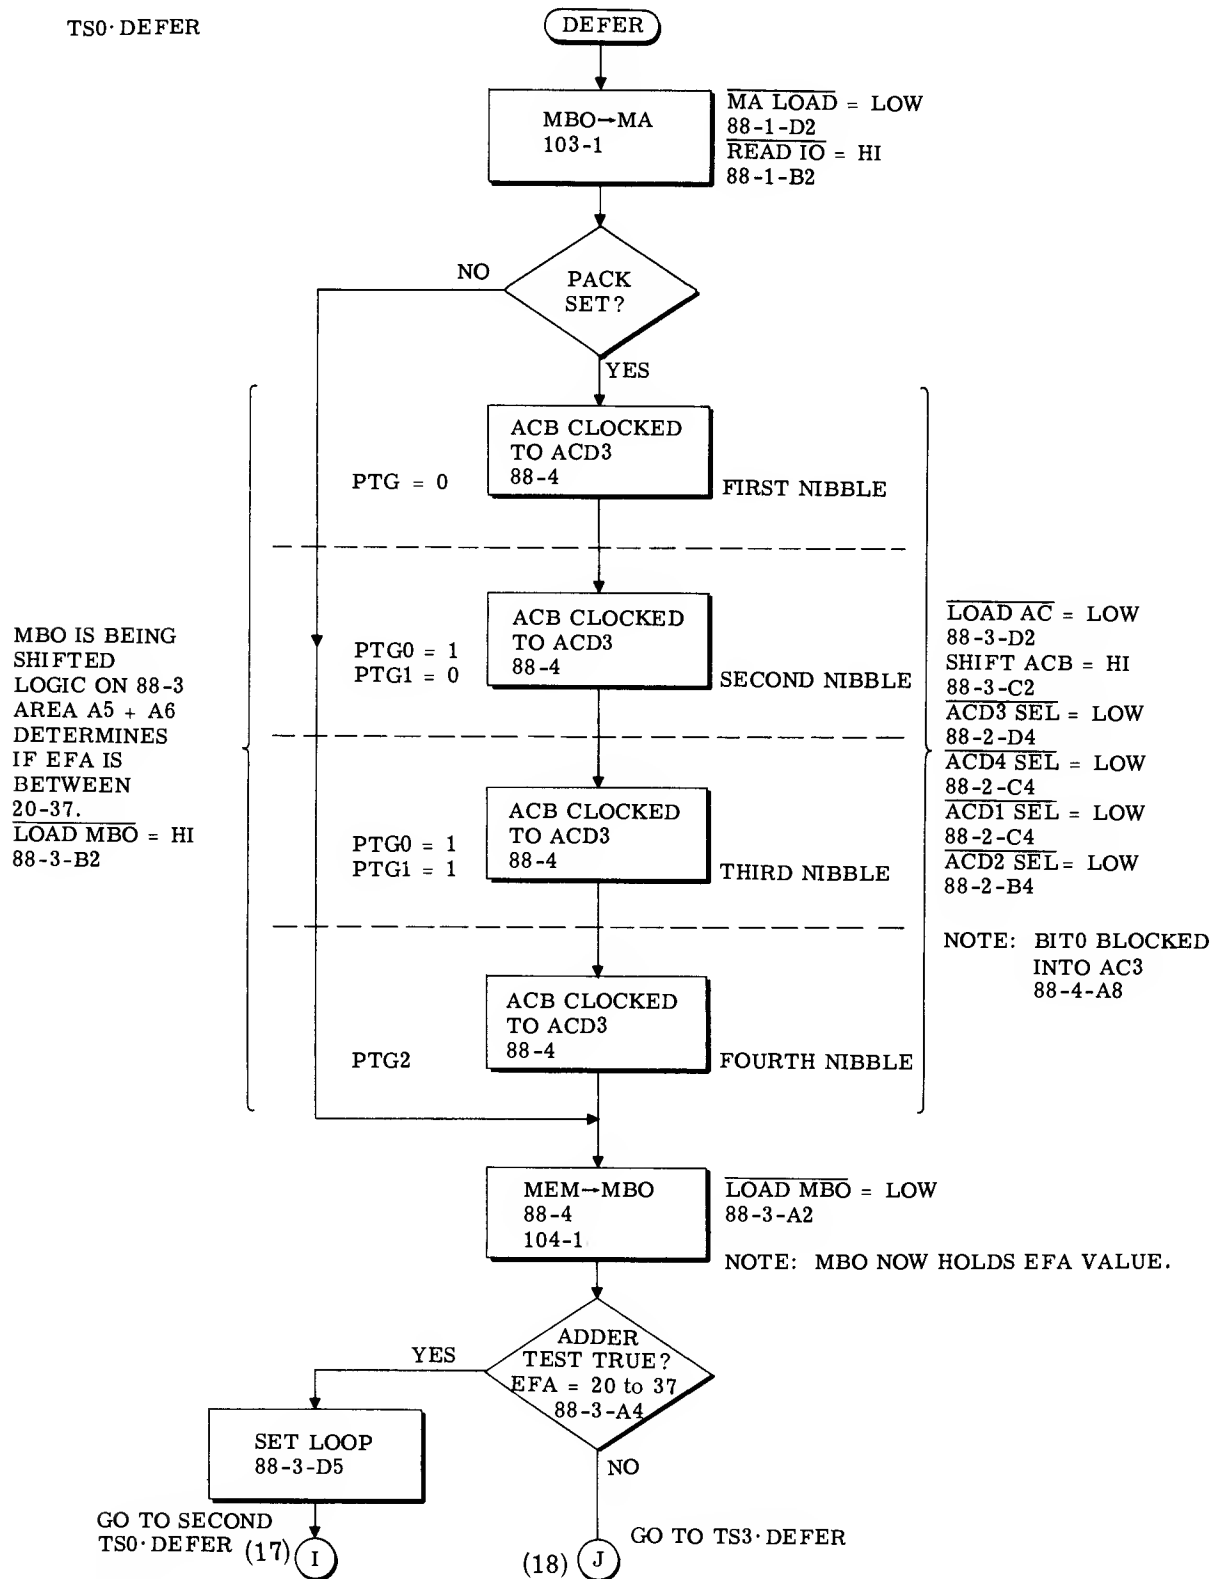 TS0·DEFER
DEFER
MBO→MA
103-1
MA LOAD = LOW
88-1-D2
READ IO = HI
88-1-B2
PACK
SET?
NO
YES
ACB CLOCKED
TO ACD3
88-4
PTG = 0
FIRST NIBBLE
ACB CLOCKED
TO ACD3
88-4
PTG0 = 1
PTG1 = 0
SECOND NIBBLE
ACB CLOCKED
TO ACD3
88-4
PTG0 = 1
PTG1 = 1
THIRD NIBBLE
ACB CLOCKED
TO ACD3
88-4
PTG2
FOURTH NIBBLE
MBO IS BEING
SHIFTED
LOGIC ON 88-3
AREA A5 + A6
DETERMINES
IF EFA IS
BETWEEN
20-37.
LOAD MBO = HI
88-3-B2
LOAD AC = LOW
88-3-D2
SHIFT ACB = HI
88-3-C2
ACD3 SEL = LOW
88-2-D4
ACD4 SEL = LOW
88-2-C4
ACD1 SEL = LOW
88-2-C4
ACD2 SEL = LOW
88-2-B4
NOTE: BIT0 BLOCKED
INTO AC3
88-4-A8
MEM→MBO
88-4
104-1
LOAD MBO = LOW
88-3-A2
NOTE: MBO NOW HOLDS EFA VALUE.
ADDER
TEST TRUE?
EFA = 20 to 37
88-3-A4
YES
NO
SET LOOP
88-3-D5
GO TO SECOND
TS0·DEFER (17) I
GO TO TS3·DEFER
(18) J